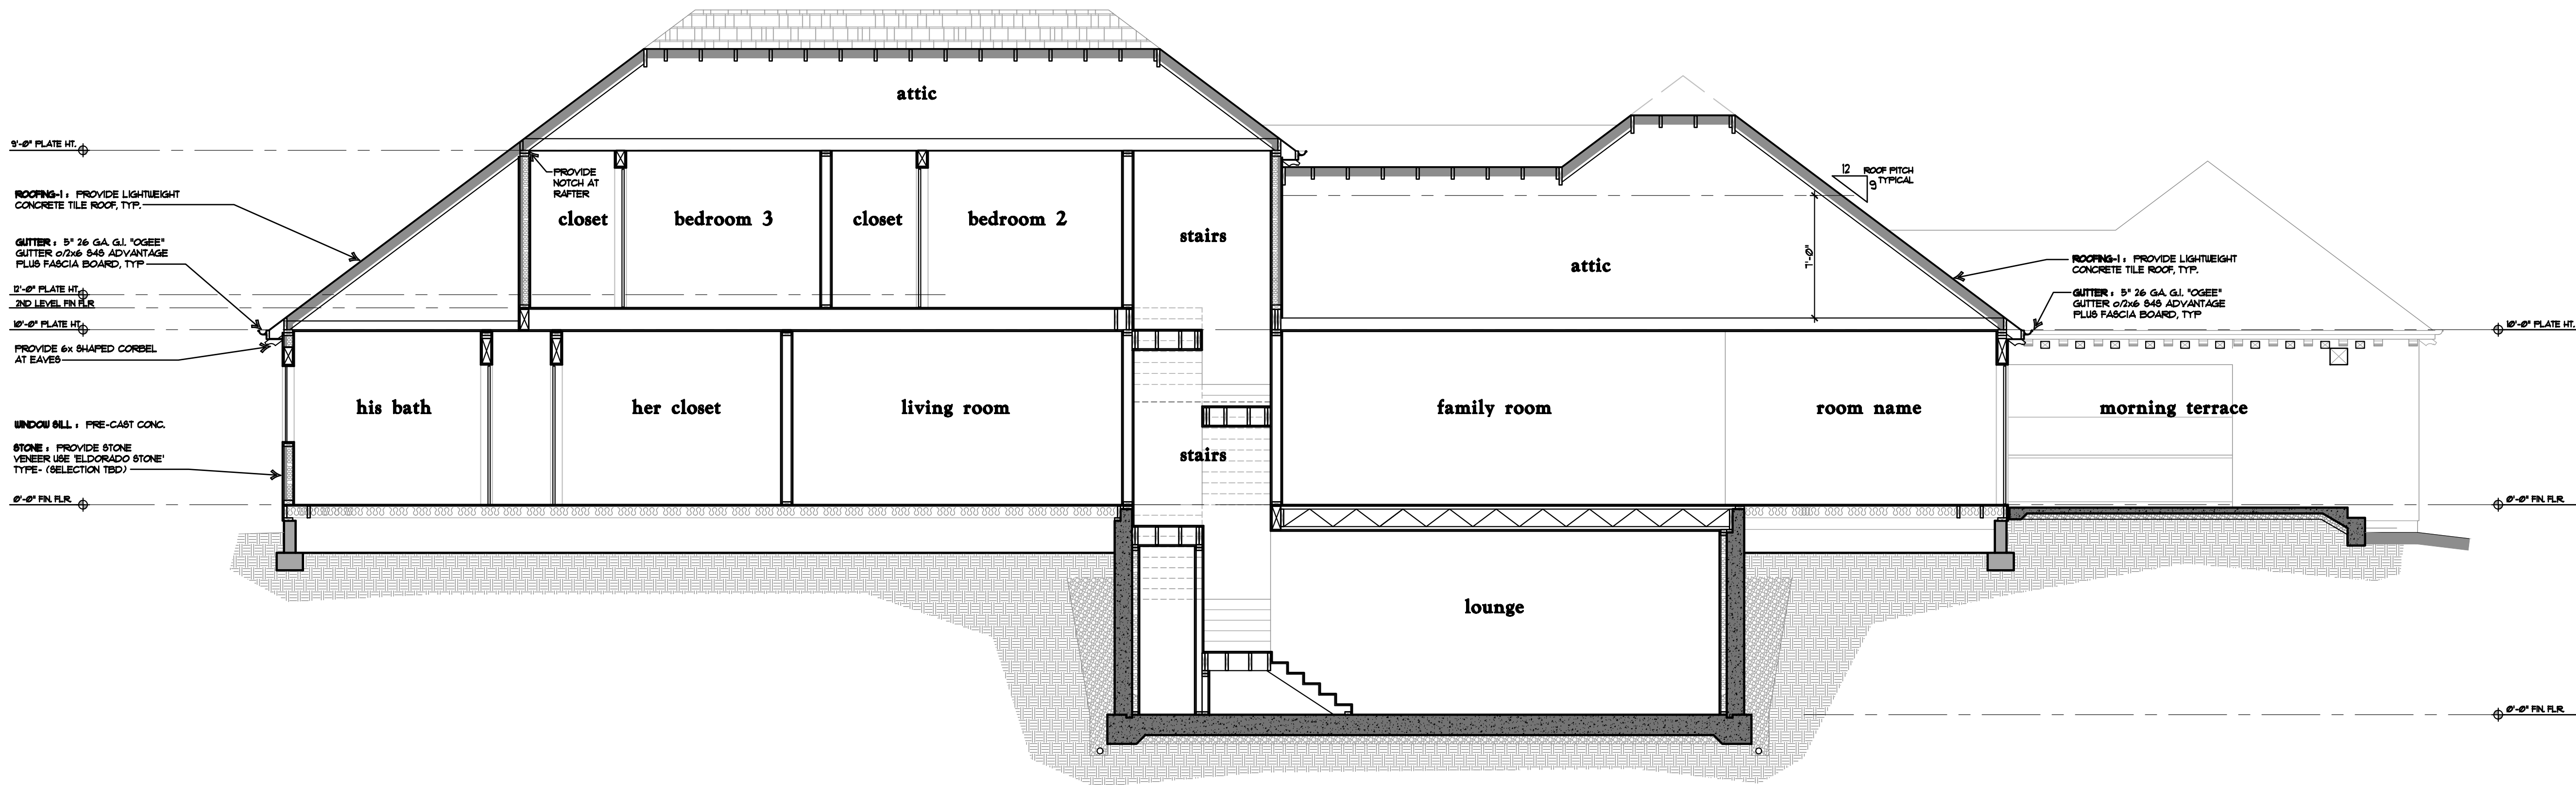 attic
9'-0" PLATE HT.
PROVIDE
NOTCH AT
RAFTER
12
9
ROOF PITCH
TYPICAL
ROOFING-1 : PROVIDE LIGHTWEIGHT
CONCRETE TILE ROOF, TYP.
closet
bedroom 3
closet
bedroom 2
stairs
GUTTER : 5" 26 GA. G.I. "OGEE"
GUTTER o/2x6 S4S ADVANTAGE
PLUS FASCIA BOARD, TYP
attic
7'-0"
ROOFING-1 : PROVIDE LIGHTWEIGHT
CONCRETE TILE ROOF, TYP.
GUTTER : 5" 26 GA. G.I. "OGEE"
GUTTER o/2x6 S4S ADVANTAGE
PLUS FASCIA BOARD, TYP
12'-0" PLATE HT.
2ND LEVEL FIN. FLR.
10'-0" PLATE HT.
10'-0" PLATE HT.
PROVIDE 6x SHAPED CORBEL
AT EAVES
his bath
her closet
living room
family room
room name
morning terrace
WINDOW SILL : PRE-CAST CONC.
STONE : PROVIDE STONE
VENEER USE 'ELDORADO STONE'
TYPE- (SELECTION TBD)
stairs
0'-0" FIN. FLR.
0'-0" FIN. FLR.
lounge
0'-0" FIN. FLR.